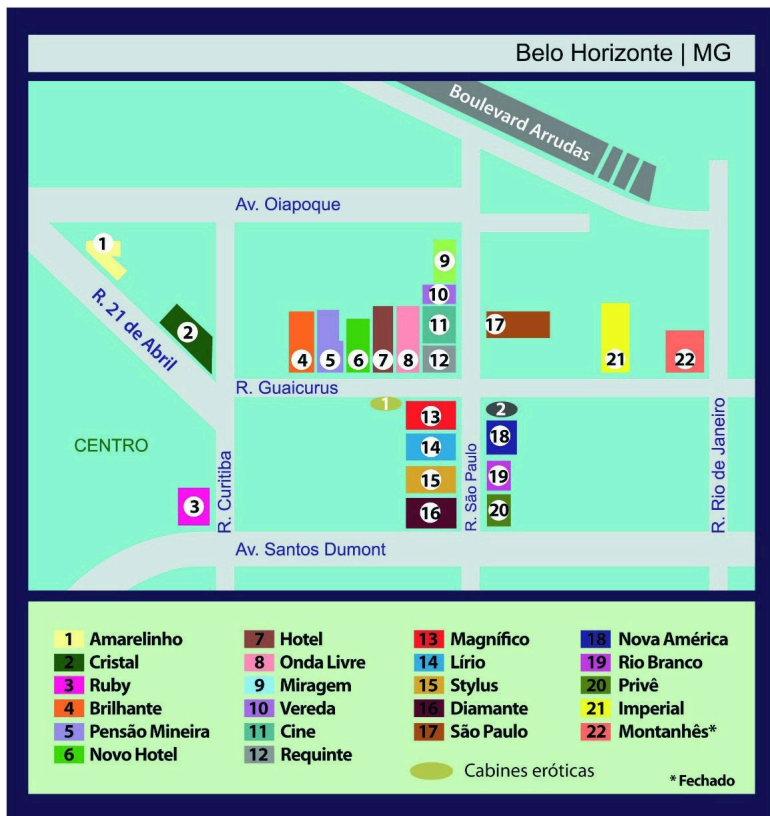 Belo Horizonte | MG
Boulevard Arrudas
Av. Oiapoque
1
9
R. 21 de Abril
10
2
17
11
4
5
6
7
8
12
21
22
R. Guaicurus
1
13
2
18
CENTRO
14
15
19
3
16
20
R. Curitiba
R. São Paulo
R. Rio de Janeiro
Av. Santos Dumont
1 Amarelinho
2 Cristal
3 Ruby
4 Brilhante
5 Pensão Mineira
6 Novo Hotel
7 Hotel
8 Onda Livre
9 Miragem
10 Vereda
11 Cine
12 Requinte
13 Magnífico
14 Lírio
15 Stylus
16 Diamante
17 São Paulo
18 Nova América
19 Rio Branco
20 Privê
21 Imperial
22 Montanhês*
Cabines eróticas
* Fechado